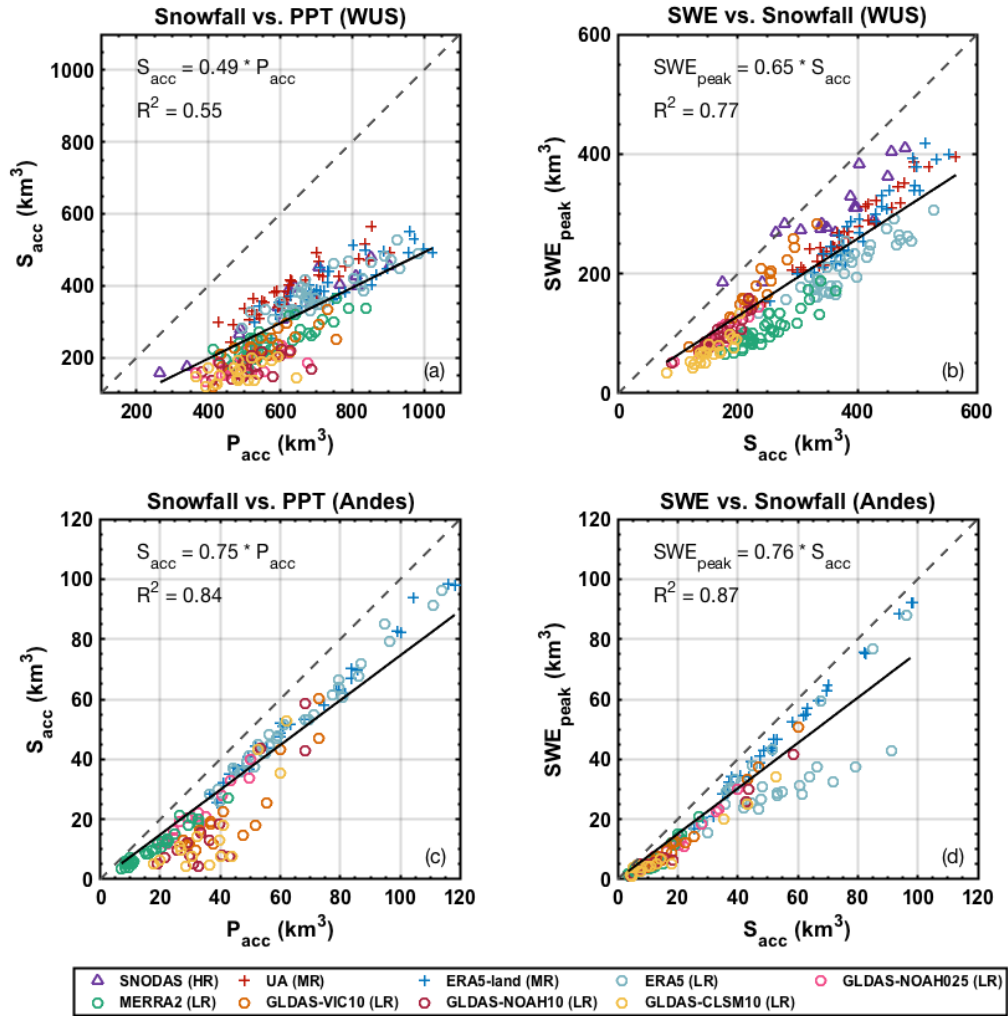 Snowfall vs. PPT (WUS)
S_acc = 0.49 * P_acc
R² = 0.55
1000
800
600
400
200
S_acc (km³)
(a)
200 400 600 800 1000
P_acc (km³)
SWE vs. Snowfall (WUS)
SWE_peak = 0.65 * S_acc
R² = 0.77
600
400
200
0
SWE_peak (km³)
(b)
0 200 400 600
S_acc (km³)
Snowfall vs. PPT (Andes)
S_acc = 0.75 * P_acc
R² = 0.84
120
100
80
60
40
20
0
S_acc (km³)
(c)
0 20 40 60 80 100 120
P_acc (km³)
SWE vs. Snowfall (Andes)
SWE_peak = 0.76 * S_acc
R² = 0.87
120
100
80
60
40
20
0
SWE_peak (km³)
(d)
0 20 40 60 80 100 120
S_acc (km³)
SNODAS (HR) UA (MR) ERA5-land (MR) ERA5 (LR) GLDAS-NOAH025 (LR)
MERRA2 (LR) GLDAS-VIC10 (LR) GLDAS-NOAH10 (LR) GLDAS-CLSM10 (LR)